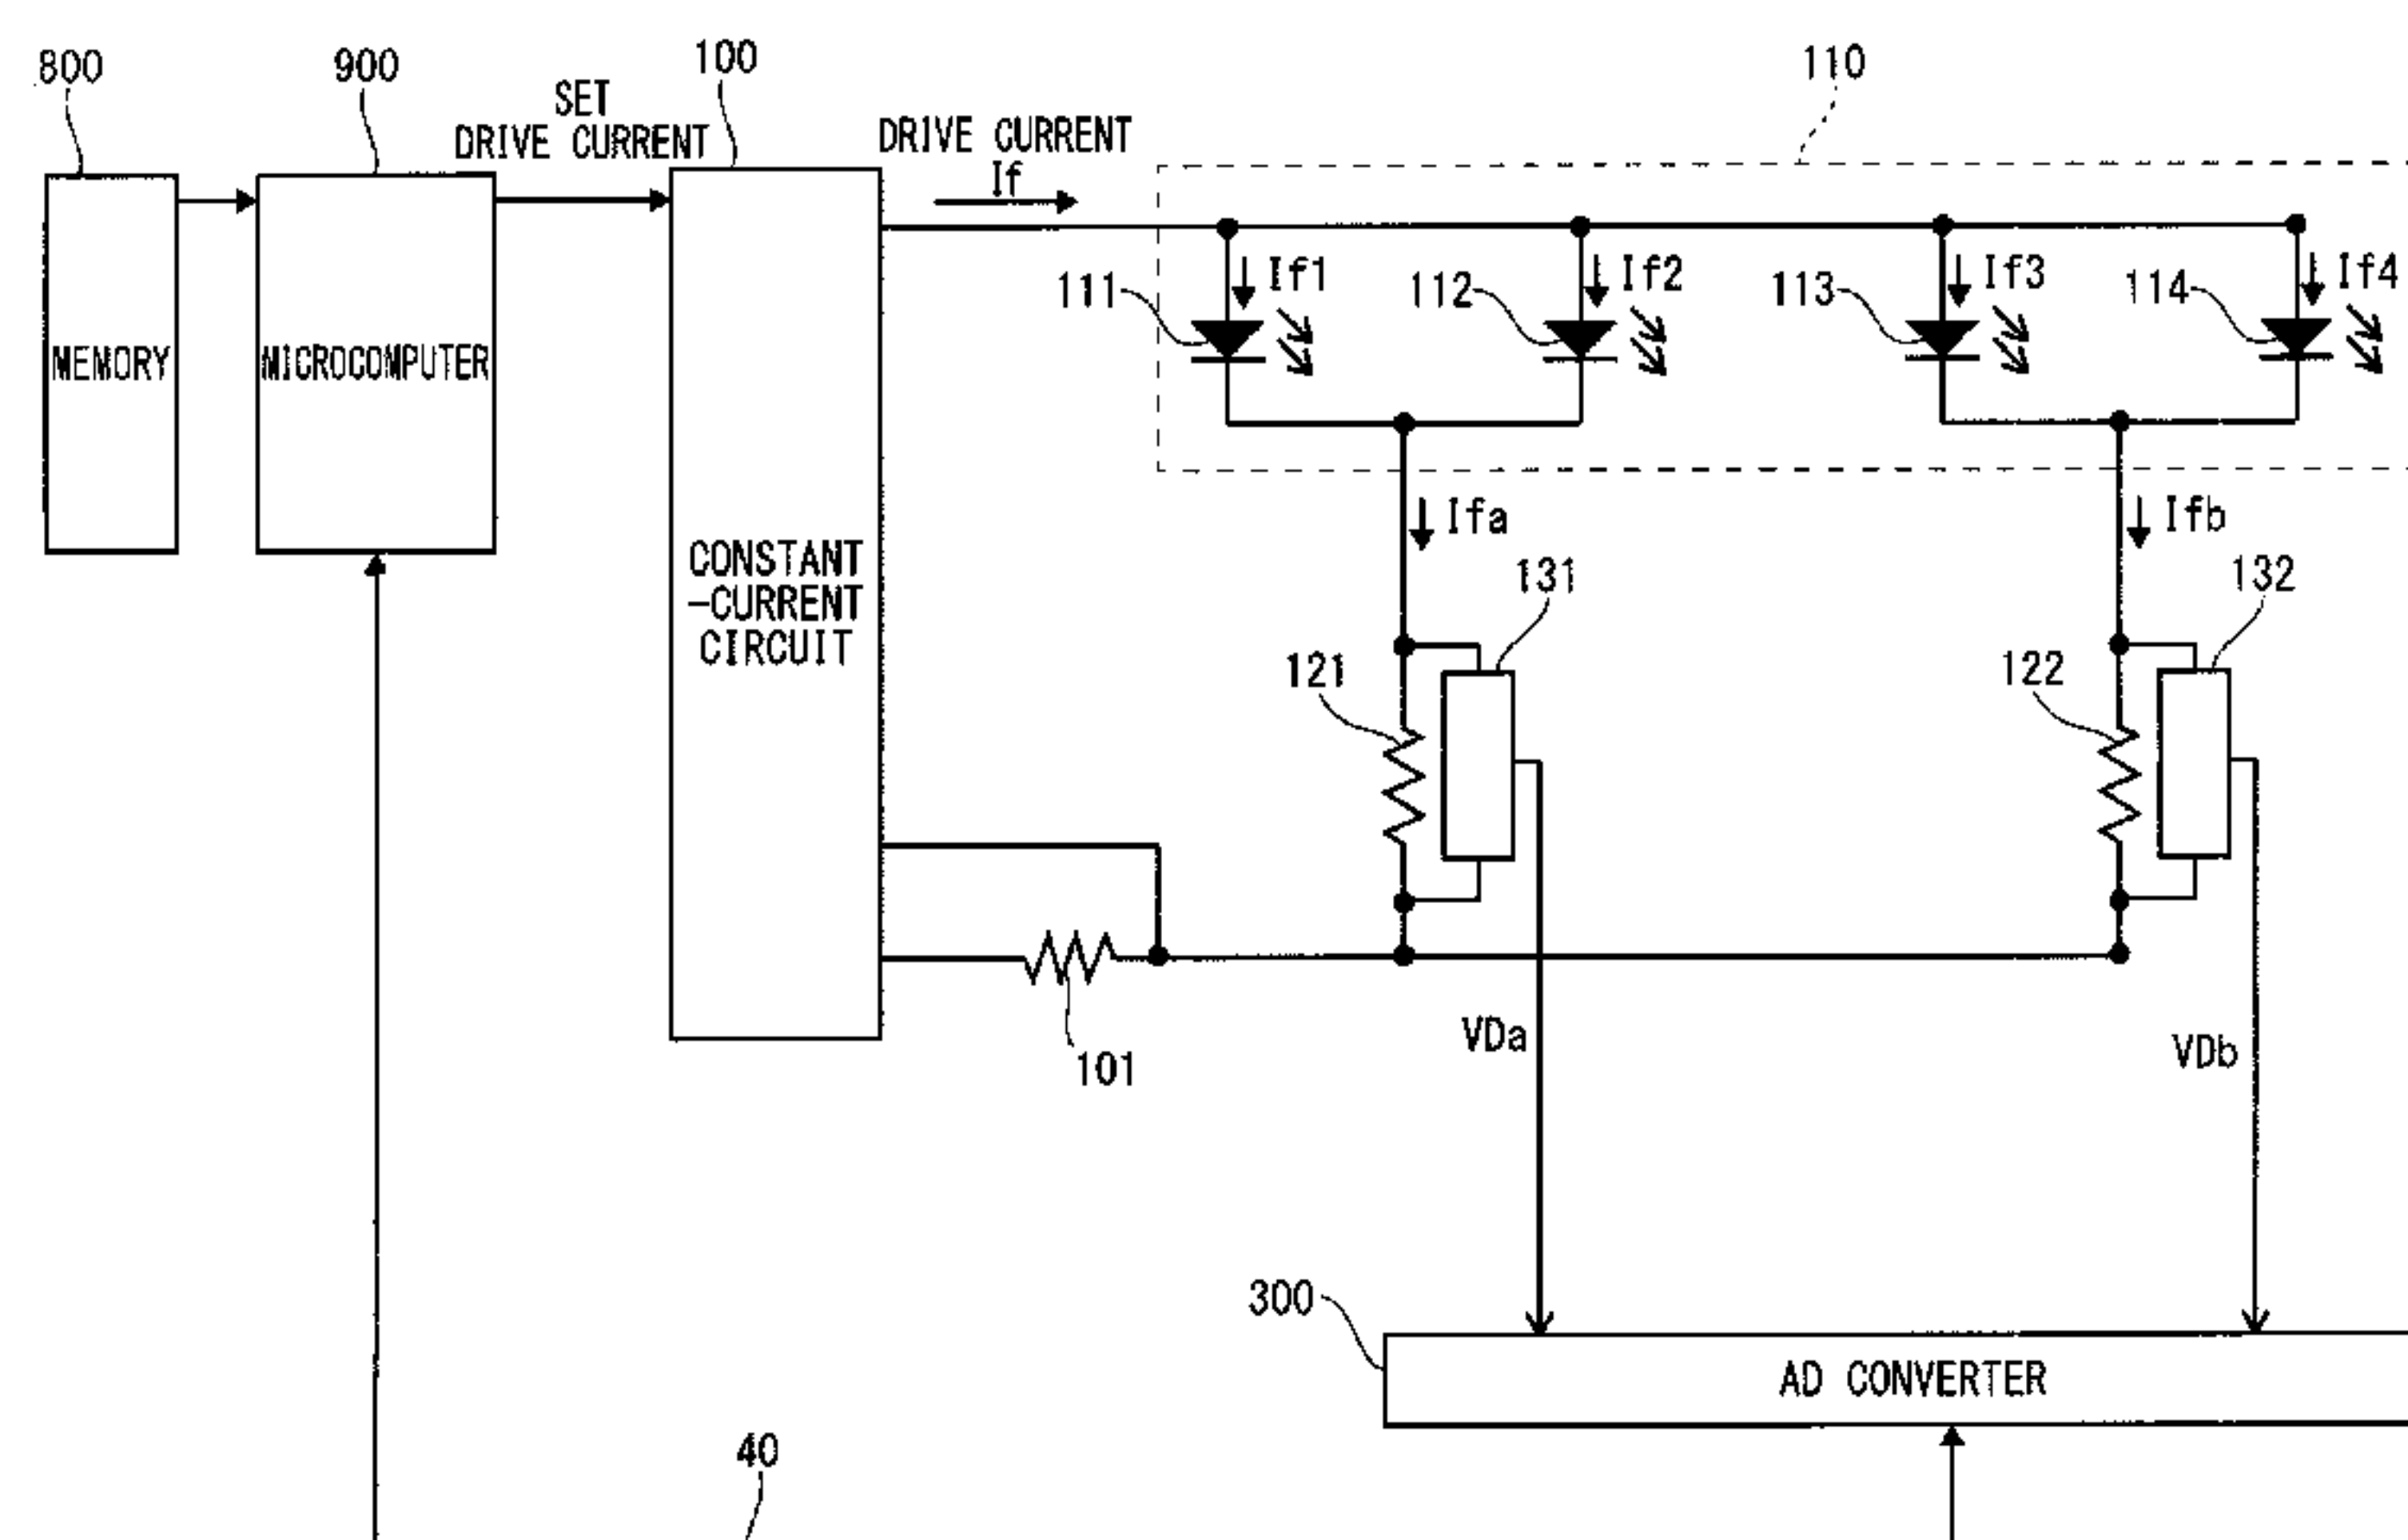 800
900
SET
DRIVE CURRENT
100
DRIVE CURRENT
If
110
111
If1
112
If2
113
If3
114
If4
MEMORY
MICROCOMPUTER
CONSTANT
-CURRENT
CIRCUIT
Ifa
Ifb
131
132
121
122
101
VDa
VDb
300
AD CONVERTER
40